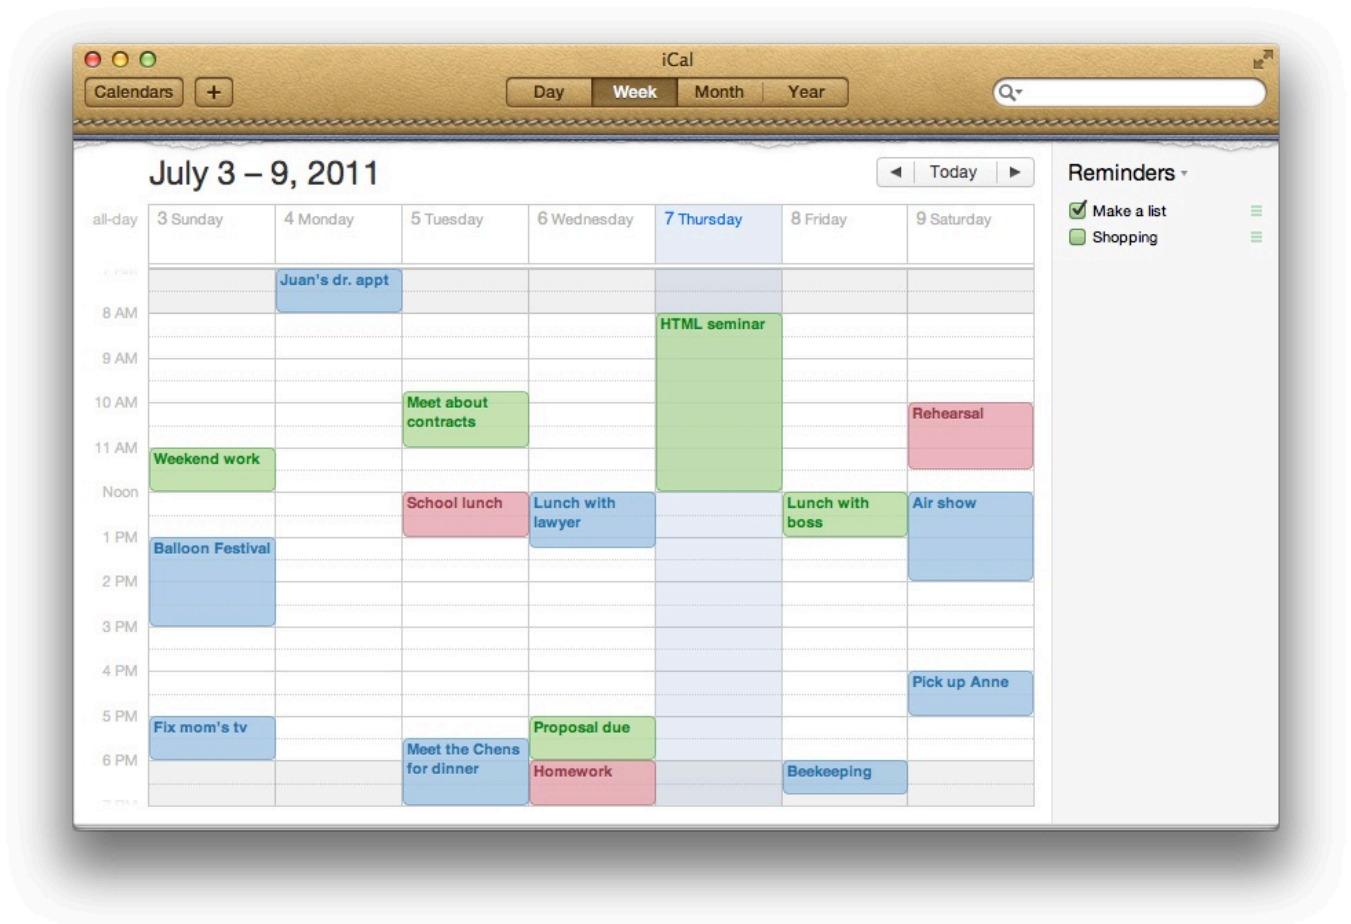 iCal
Calendars + Day Week Month Year
July 3 – 9, 2011
Today
Reminders
Make a list
Shopping
all-day 3 Sunday 4 Monday 5 Tuesday 6 Wednesday 7 Thursday 8 Friday 9 Saturday
Juan's dr. appt
8 AM
HTML seminar
9 AM
10 AM
Meet about
contracts
Rehearsal
11 AM
Weekend work
Noon
School lunch
Lunch with
lawyer
Lunch with
boss
Air show
1 PM
Balloon Festival
2 PM
3 PM
4 PM
Pick up Anne
5 PM
Fix mom's tv
Proposal due
Meet the Chens
for dinner
6 PM
Homework
Beekeeping